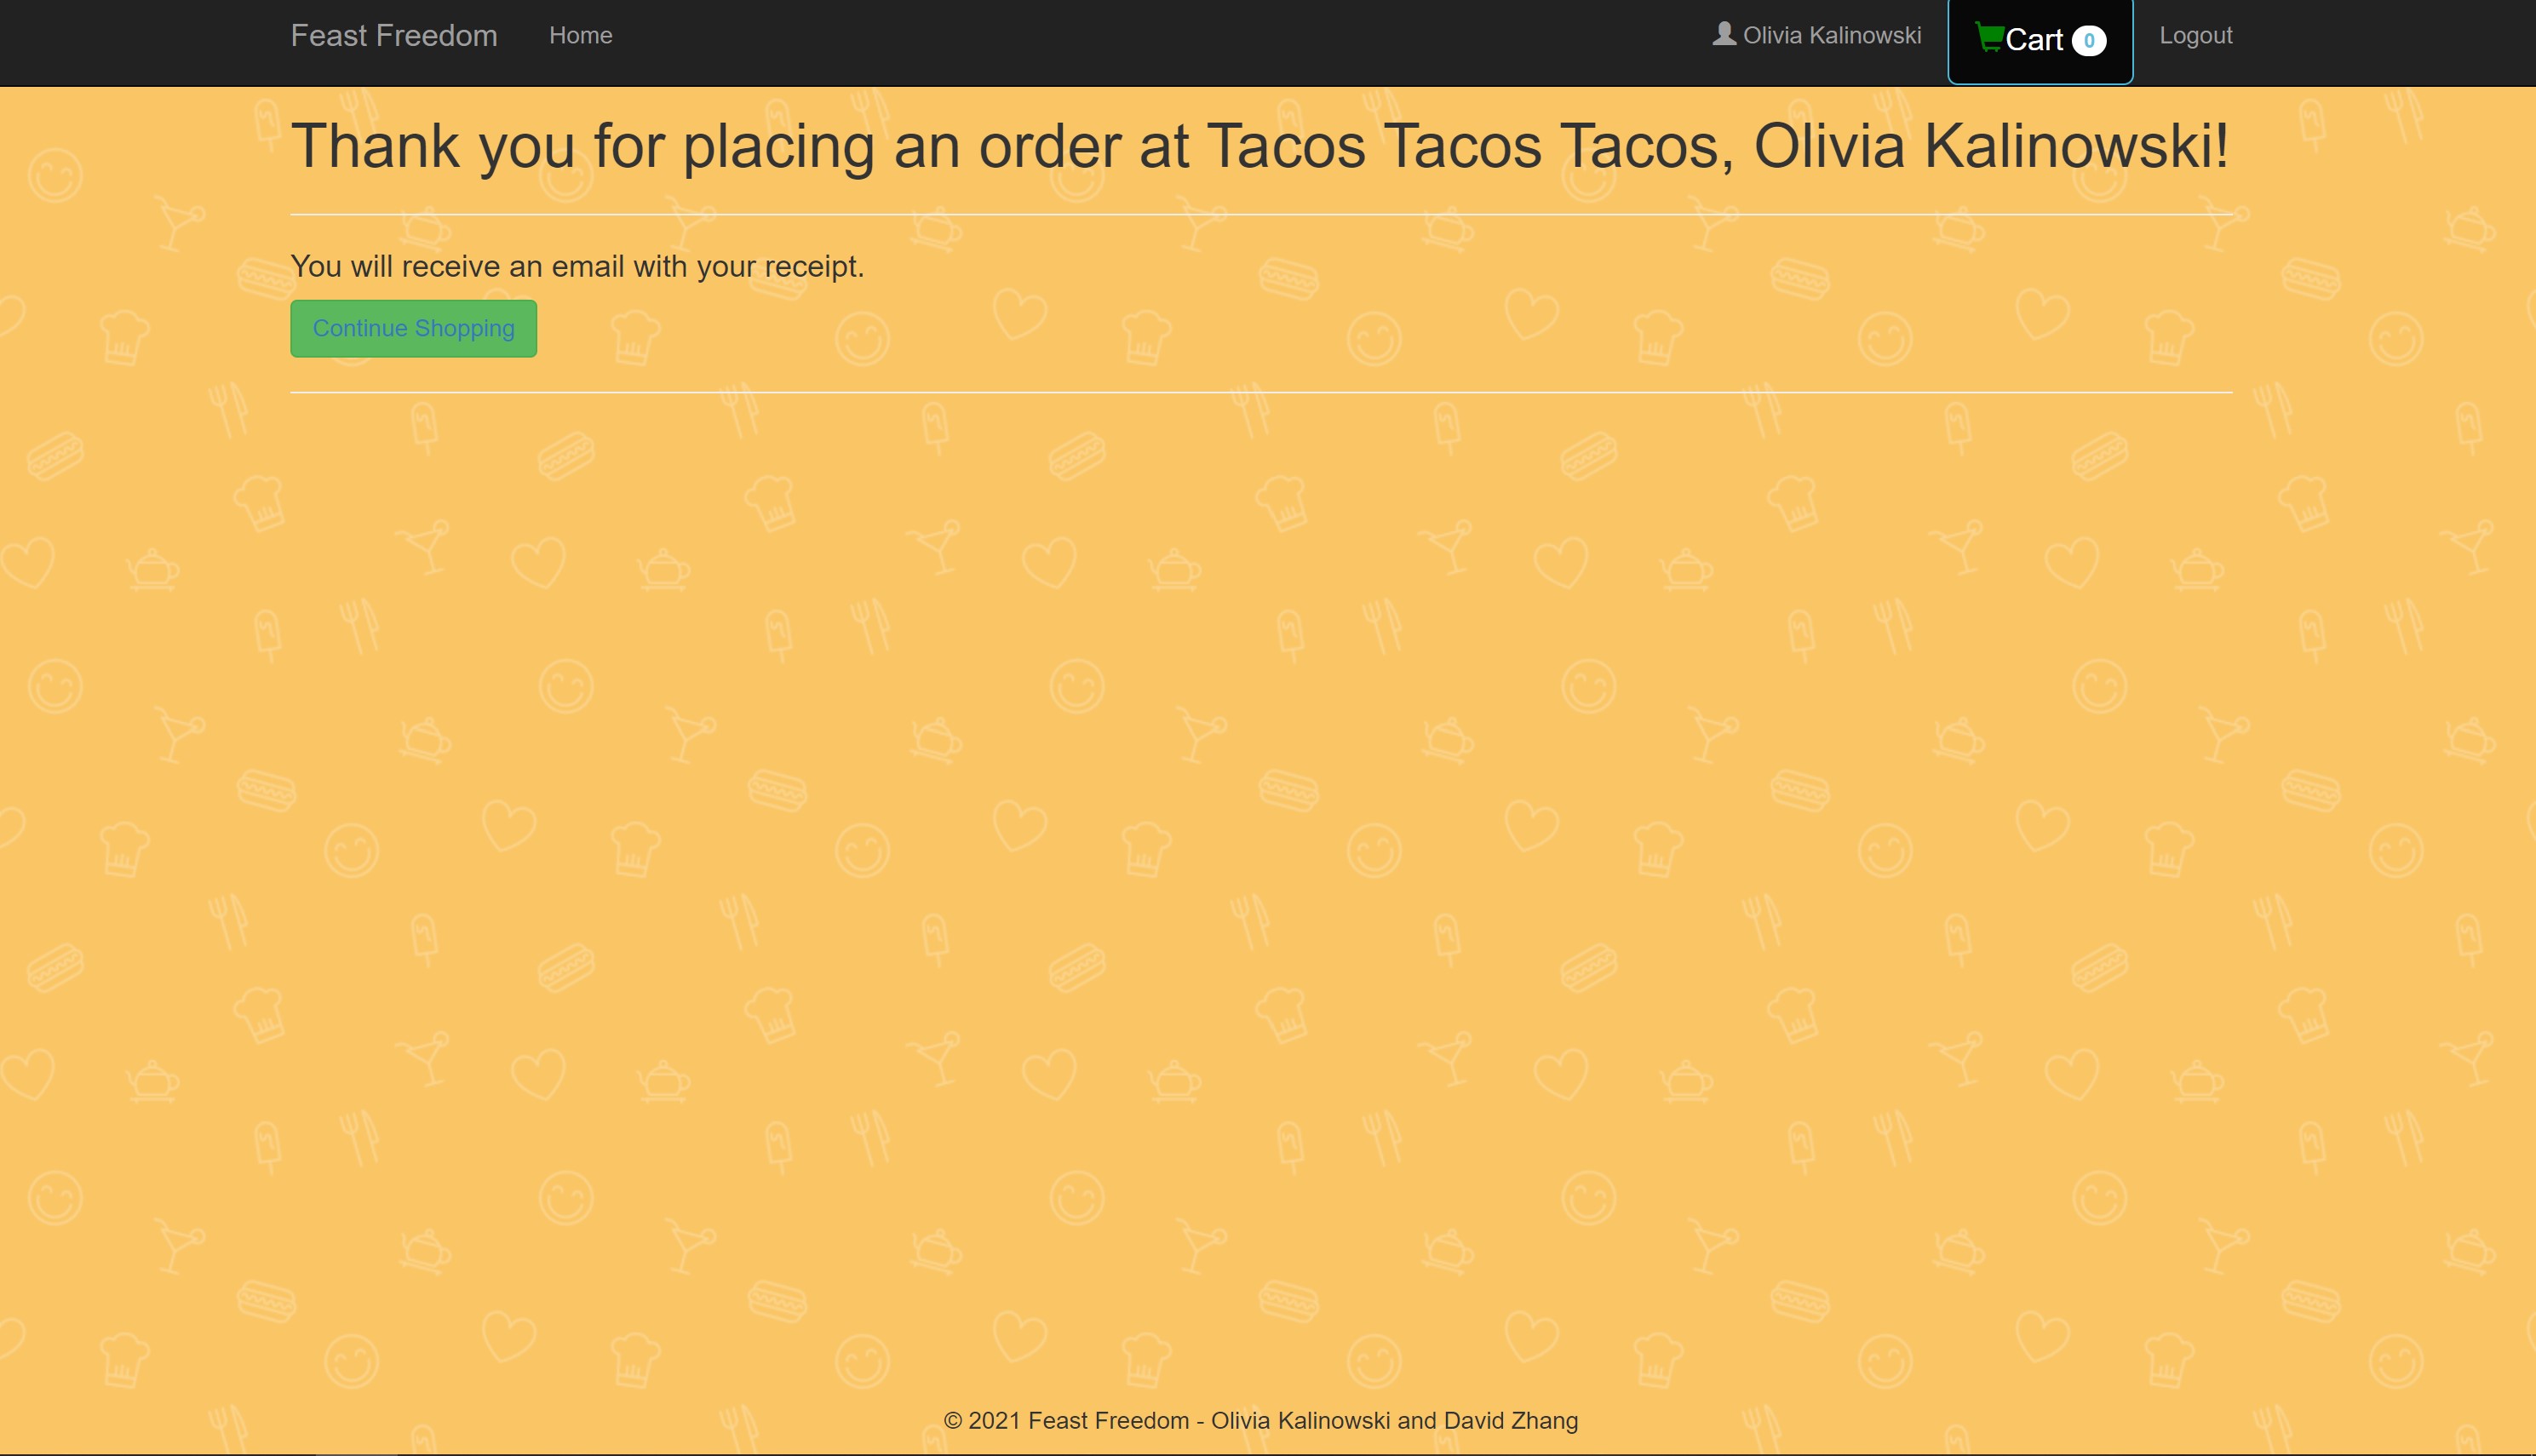 Feast Freedom Home Olivia Kalinowski Cart 0 Logout
Thank you for placing an order at Tacos Tacos Tacos, Olivia Kalinowski!
You will receive an email with your receipt.
Continue Shopping
© 2021 Feast Freedom - Olivia Kalinowski and David Zhang